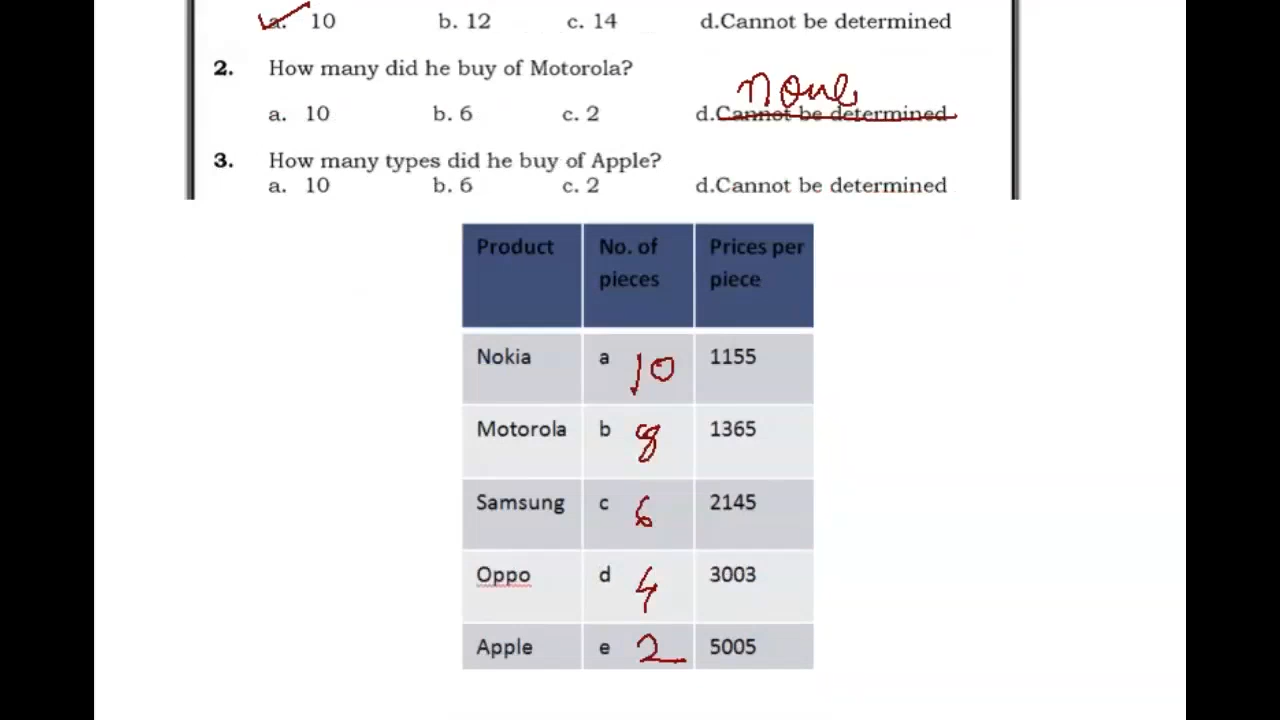 a. 10 b. 12 c. 14 d.Cannot be determined
2. How many did he buy of Motorola?
none
a. 10 b. 6 c. 2 d.Cannot be determined
3. How many types did he buy of Apple?
a. 10 b. 6 c. 2 d.Cannot be determined
Product No. of pieces Prices per piece
Nokia a 10 1155
Motorola b 8 1365
Samsung c 6 2145
Oppo d 4 3003
Apple e 2 5005